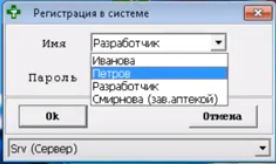 Регистрация в системе
Имя Разработчик
Иванова
Петров
Пароль Разработчик
Смирнова (зав.аптекой)
Ok Отмена
Srv (Сервер)